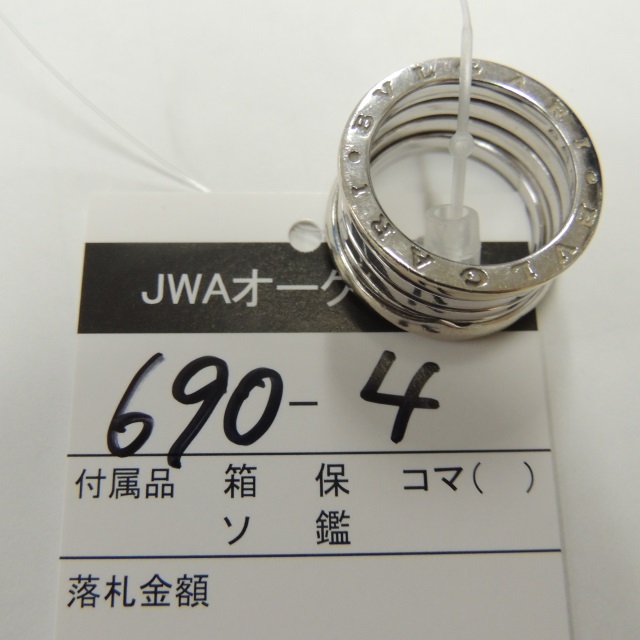 BVLGARI BVLGARI
JWAオーク
690-4
付属品 箱 保 コマ( )
ソ 鑑
落札金額